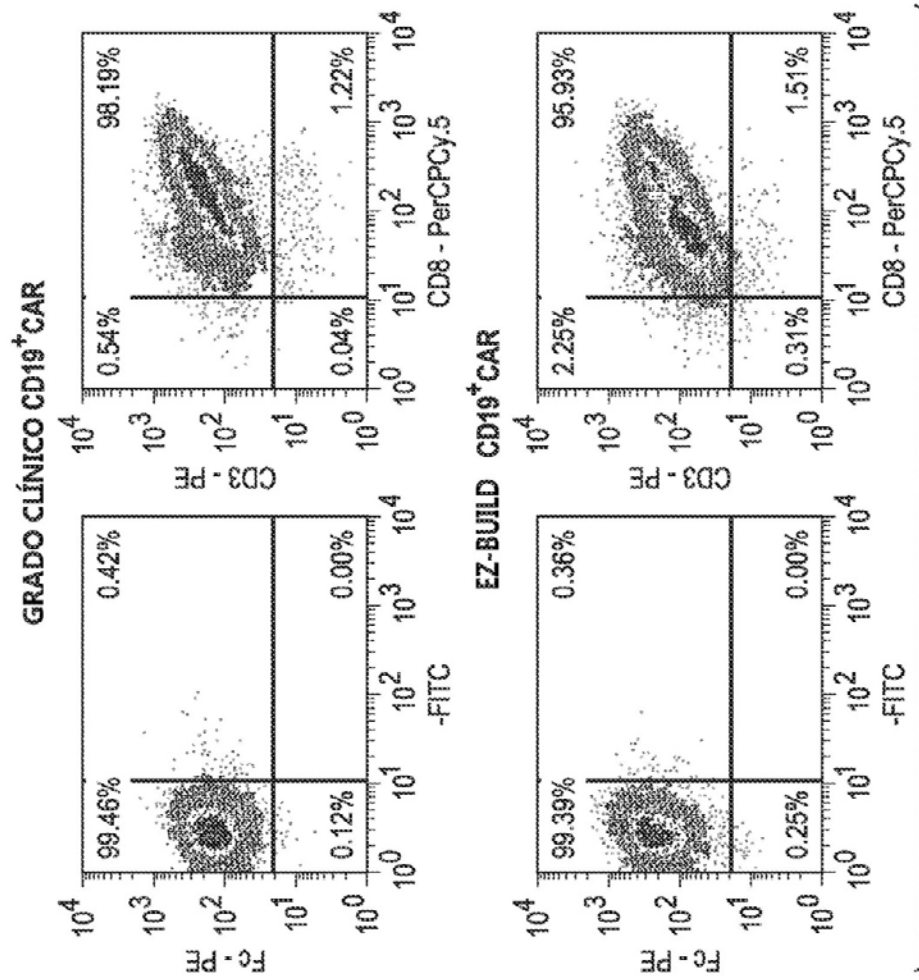 GRADO CLÍNICO CD19⁺CAR
10⁴
10³
10²
10¹
10⁰
Fc - PE
99.46%
0.42%
0.12%
0.00%
10⁰ 10¹ 10² 10³ 10⁴
-FITC
10⁴
10³
10²
10¹
10⁰
CD3 - PE
0.54%
98.19%
0.04%
1.22%
10⁰ 10¹ 10² 10³ 10⁴
CD8 - PerCPCy.5
EZ-BUILD CD19⁺CAR
10⁴
10³
10²
10¹
10⁰
Fc - PE
99.39%
0.36%
0.25%
0.00%
10⁰ 10¹ 10² 10³ 10⁴
-FITC
10⁴
10³
10²
10¹
10⁰
CD3 - PE
2.25%
95.93%
0.31%
1.51%
10⁰ 10¹ 10² 10³ 10⁴
CD8 - PerCPCy.5